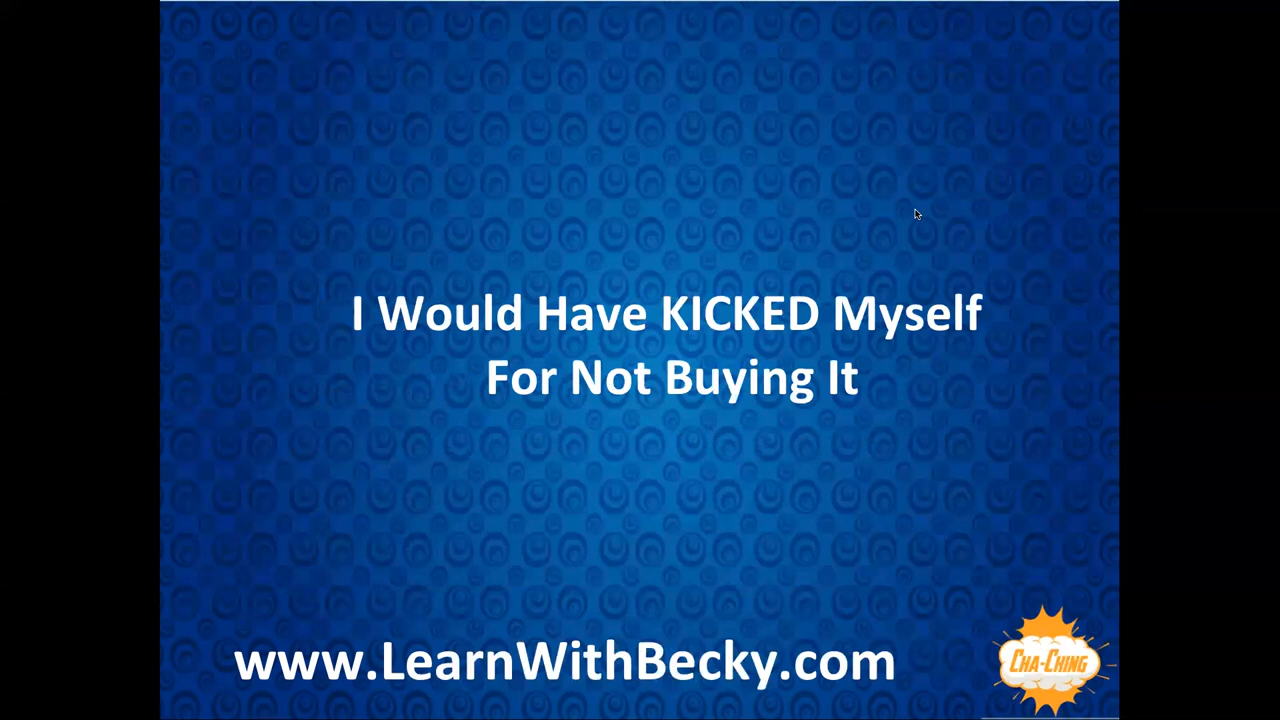 I Would Have KICKED Myself
For Not Buying It
www.LearnWithBecky.com
CHA-CHING